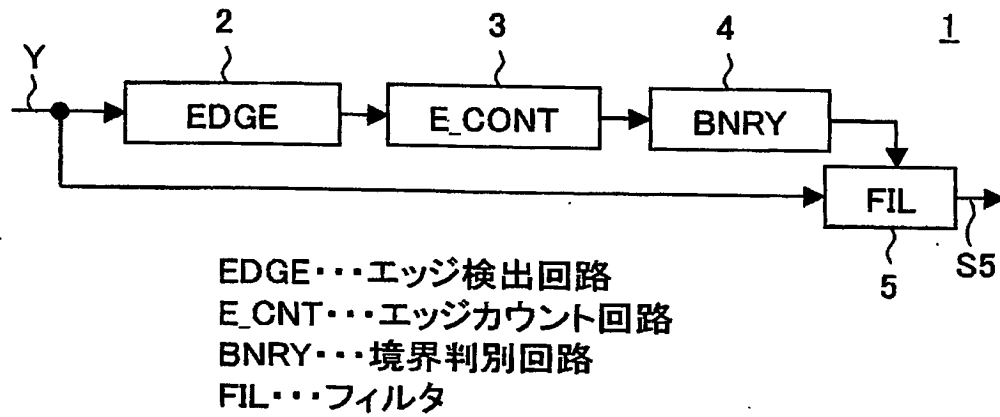 2 3 4 1
Y
EDGE E_CONT BNRY
FIL
5 S5
EDGE・・・エッジ検出回路
E_CNT・・・エッジカウント回路
BNRY・・・境界判別回路
FIL・・・フィルタ